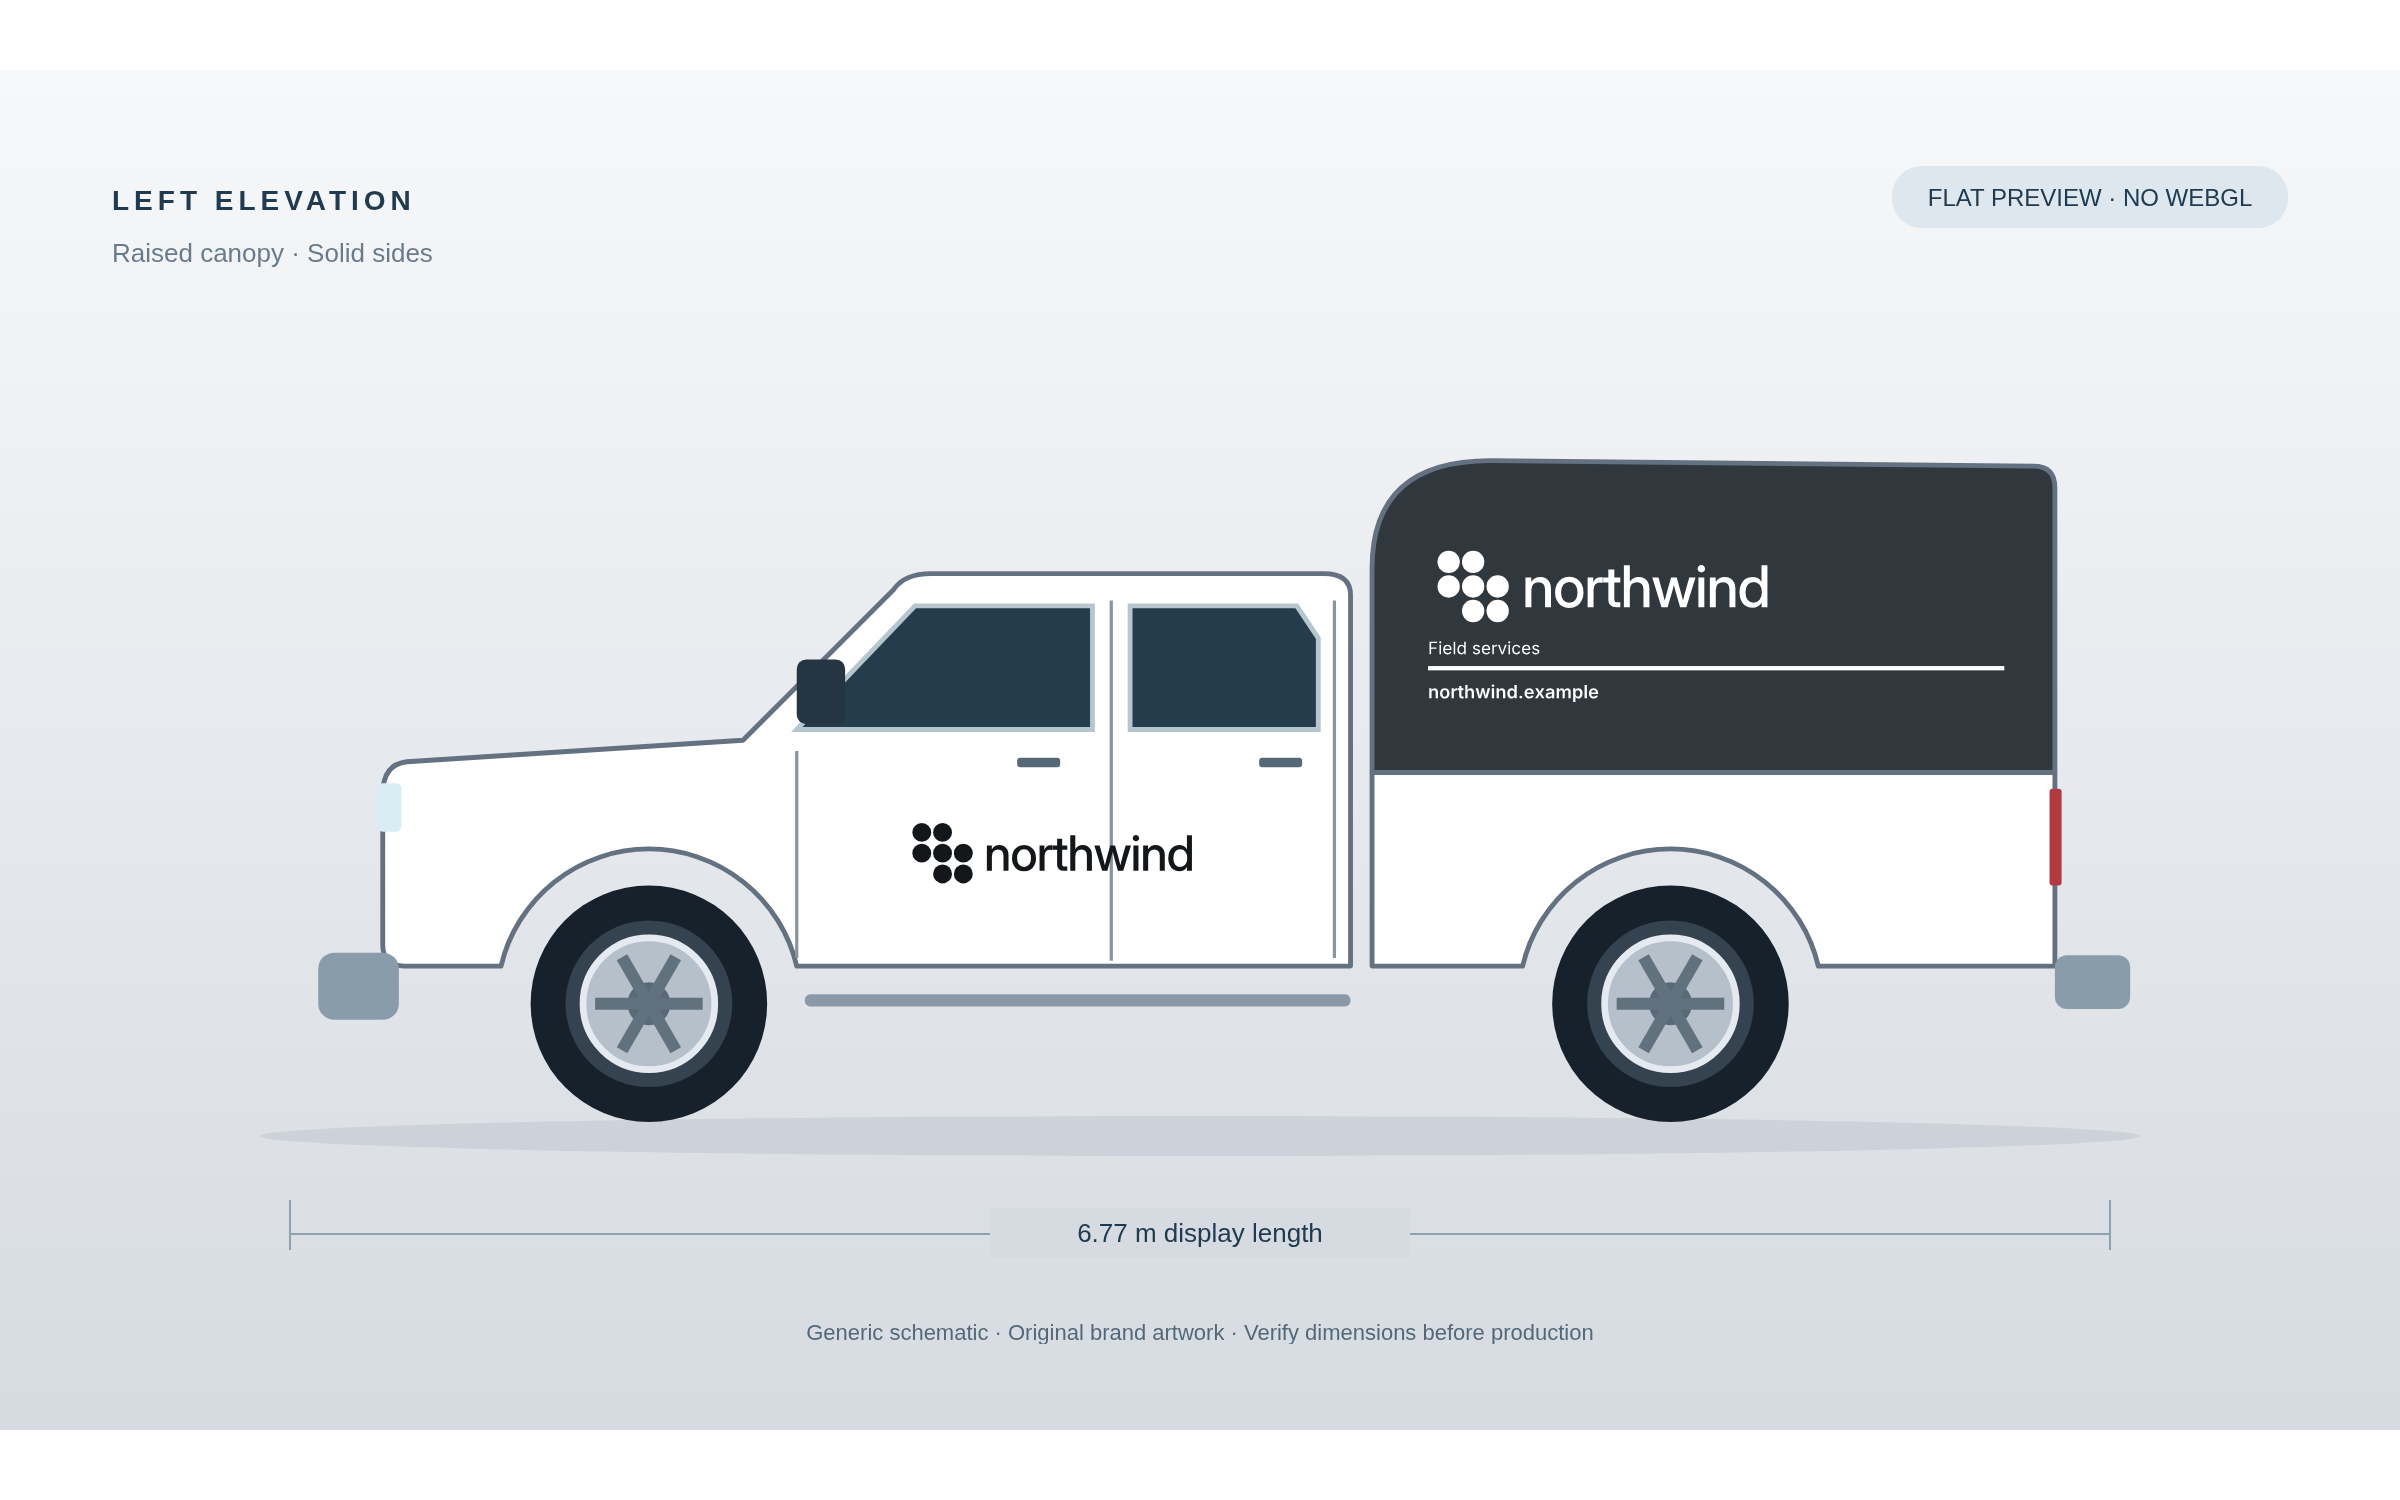 LEFT ELEVATION
FLAT PREVIEW · NO WEBGL
Raised canopy · Solid sides
northwind
Field services
northwind.example
northwind
6.77 m display length
Generic schematic · Original brand artwork · Verify dimensions before production